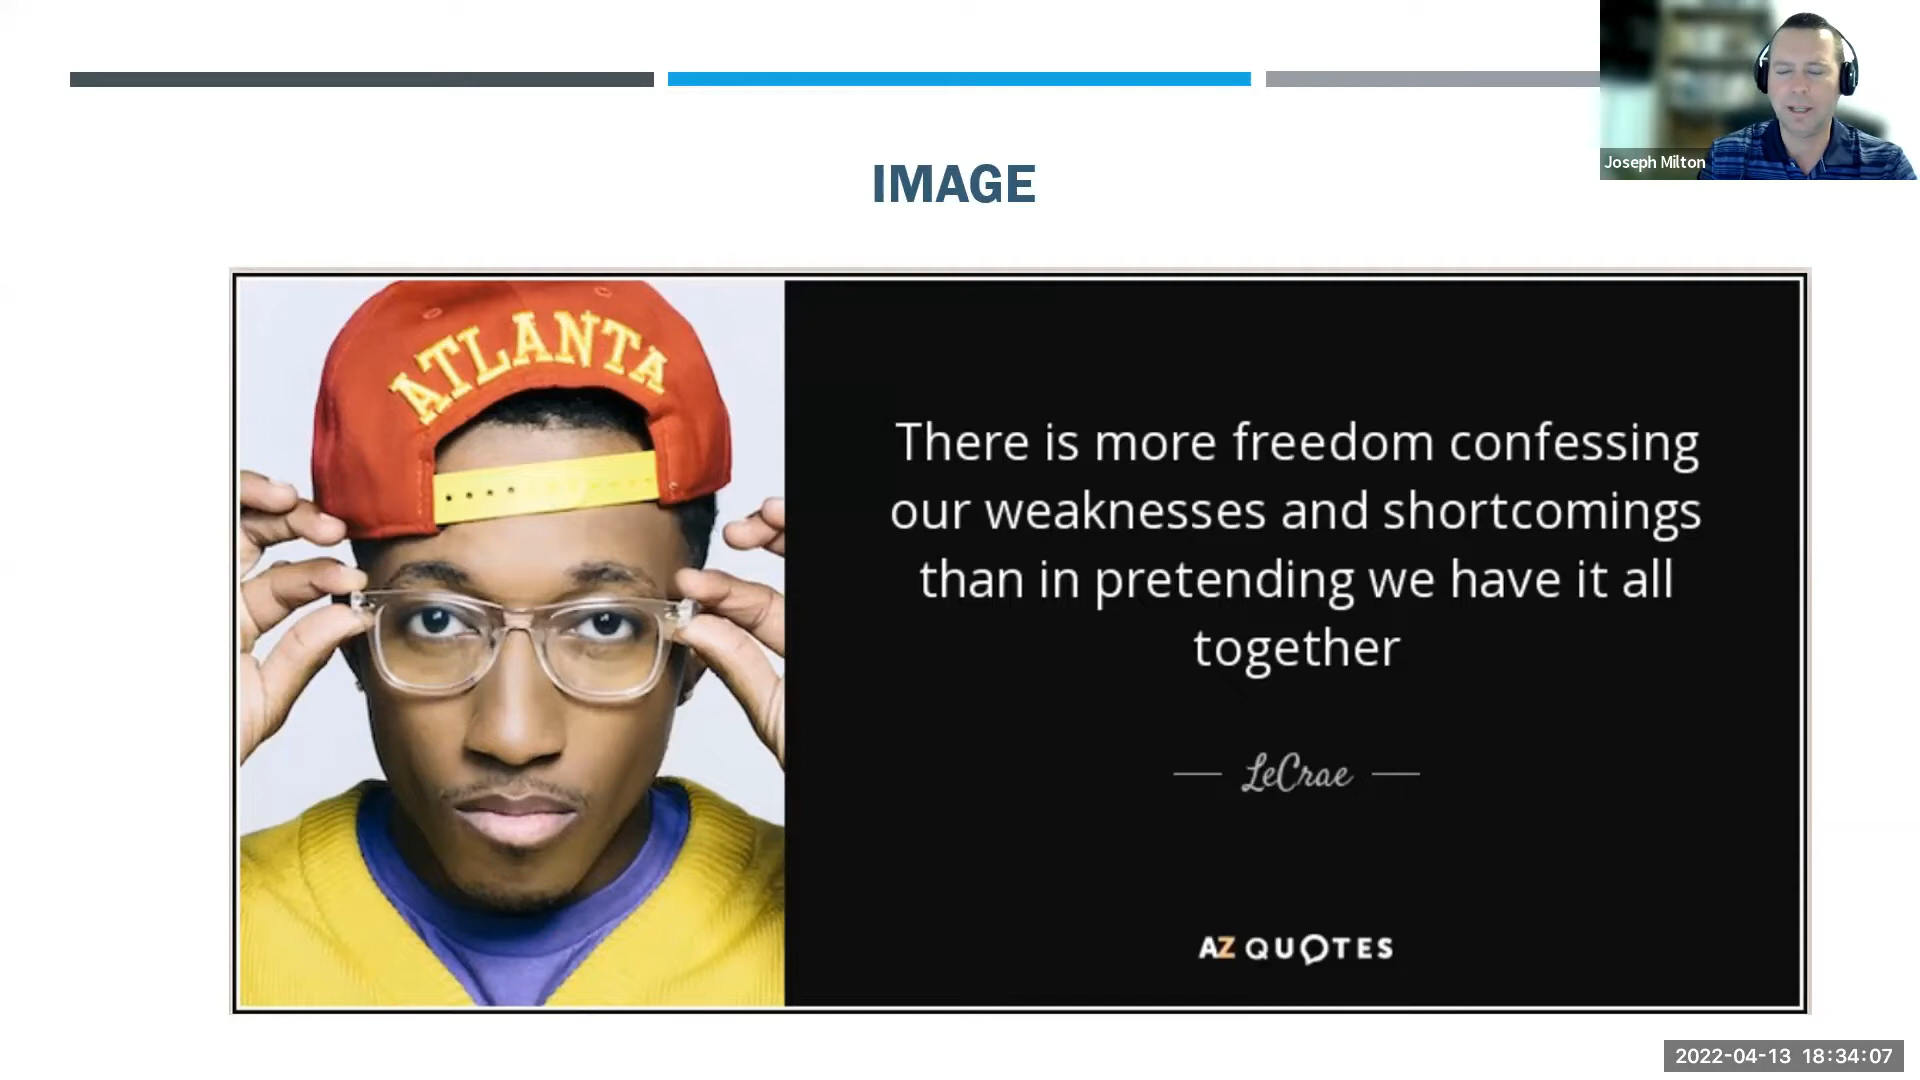 Joseph Milton
IMAGE
ATLANTA
There is more freedom confessing
our weaknesses and shortcomings
than in pretending we have it all
together
LeCrae
AZ QUOTES
2022-04-13 18:34:07